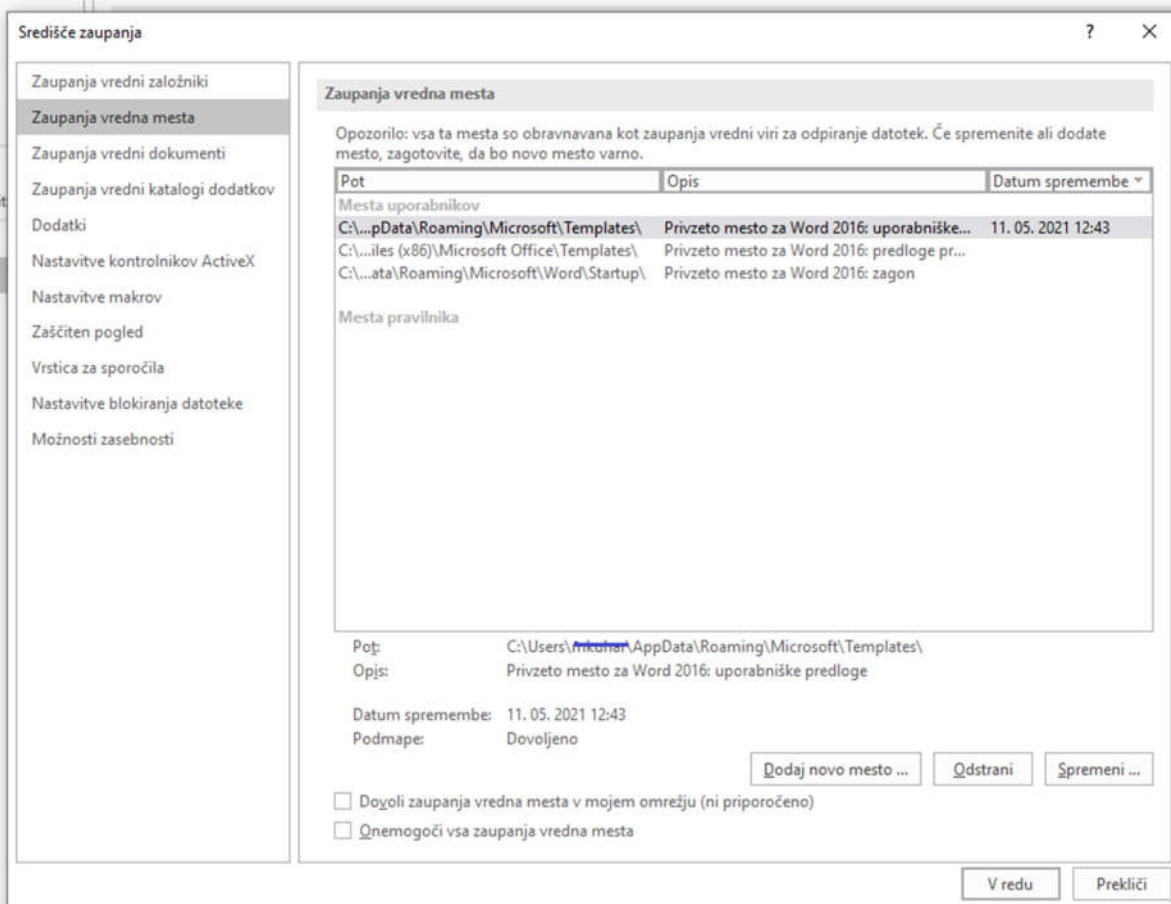 Središče zaupanja
?
Zaupanja vredni založniki
Zaupanja vredna mesta
Zaupanja vredni dokumenti
Zaupanja vredni katalogi dodatkov
Dodatki
Nastavitve kontrolnikov ActiveX
Nastavitve makrov
Zaščiten pogled
Vrstica za sporočila
Nastavitve blokiranja datoteke
Možnosti zasebnosti
Zaupanja vredna mesta
Opozorilo: vsa ta mesta so obravnavana kot zaupanja vredni viri za odpiranje datotek. Če spremenite ali dodate
mesto, zagotovite, da bo novo mesto varno.
Pot Opis Datum spremembe
Mesta uporabnikov
C:\...pData\Roaming\Microsoft\Templates\ Privzeto mesto za Word 2016: uporabniške... 11. 05. 2021 12:43
C:\...iles (x86)\Microsoft Office\Templates\ Privzeto mesto za Word 2016: predloge pr...
C:\...ata\Roaming\Microsoft\Word\Startup\ Privzeto mesto za Word 2016: zagon
Mesta pravilnika
Pot: C:\Users\ \AppData\Roaming\Microsoft\Templates\
Opis: Privzeto mesto za Word 2016: uporabniške predloge
Datum spremembe: 11. 05. 2021 12:43
Podmape: Dovoljeno
Dodaj novo mesto ... Odstrani Spremeni ...
Dovoli zaupanja vredna mesta v mojem omrežju (ni priporočeno)
Onemogoči vsa zaupanja vredna mesta
V redu Prekliči